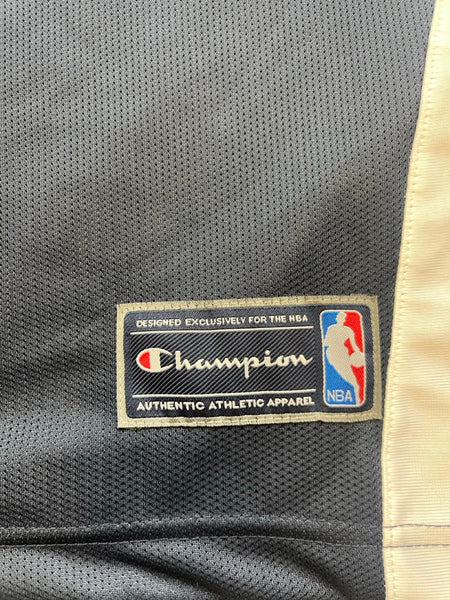 DESIGNED EXCLUSIVELY FOR THE NBA
Champion
NBA
AUTHENTIC ATHLETIC APPAREL